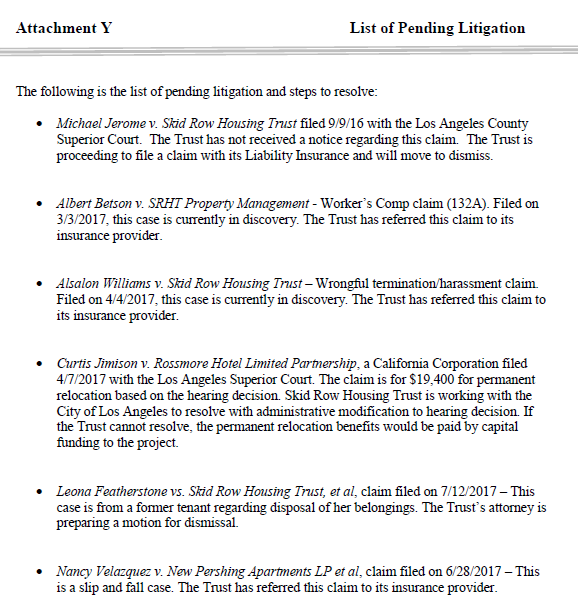 Attachment Y List of Pending Litigation
The following is the list of pending litigation and steps to resolve:
• Michael Jerome v. Skid Row Housing Trust filed 9/9/16 with the Los Angeles County
Superior Court. The Trust has not received a notice regarding this claim. The Trust is
proceeding to file a claim with its Liability Insurance and will move to dismiss.
• Albert Betson v. SRHT Property Management - Worker's Comp claim (132A). Filed on
3/3/2017, this case is currently in discovery. The Trust has referred this claim to its
insurance provider.
• Alsalon Williams v. Skid Row Housing Trust – Wrongful termination/harassment claim.
Filed on 4/4/2017, this case is currently in discovery. The Trust has referred this claim to
its insurance provider.
• Curtis Jimison v. Rossmore Hotel Limited Partnership, a California Corporation filed
4/7/2017 with the Los Angeles Superior Court. The claim is for $19,400 for permanent
relocation based on the hearing decision. Skid Row Housing Trust is working with the
City of Los Angeles to resolve with administrative modification to hearing decision. If
the Trust cannot resolve, the permanent relocation benefits would be paid by capital
funding to the project.
• Leona Featherstone vs. Skid Row Housing Trust, et al, claim filed on 7/12/2017 – This
case is from a former tenant regarding disposal of her belongings. The Trust's attorney is
preparing a motion for dismissal.
• Nancy Velazquez v. New Pershing Apartments LP et al, claim filed on 6/28/2017 – This
is a slip and fall case. The Trust has referred this claim to its insurance provider.